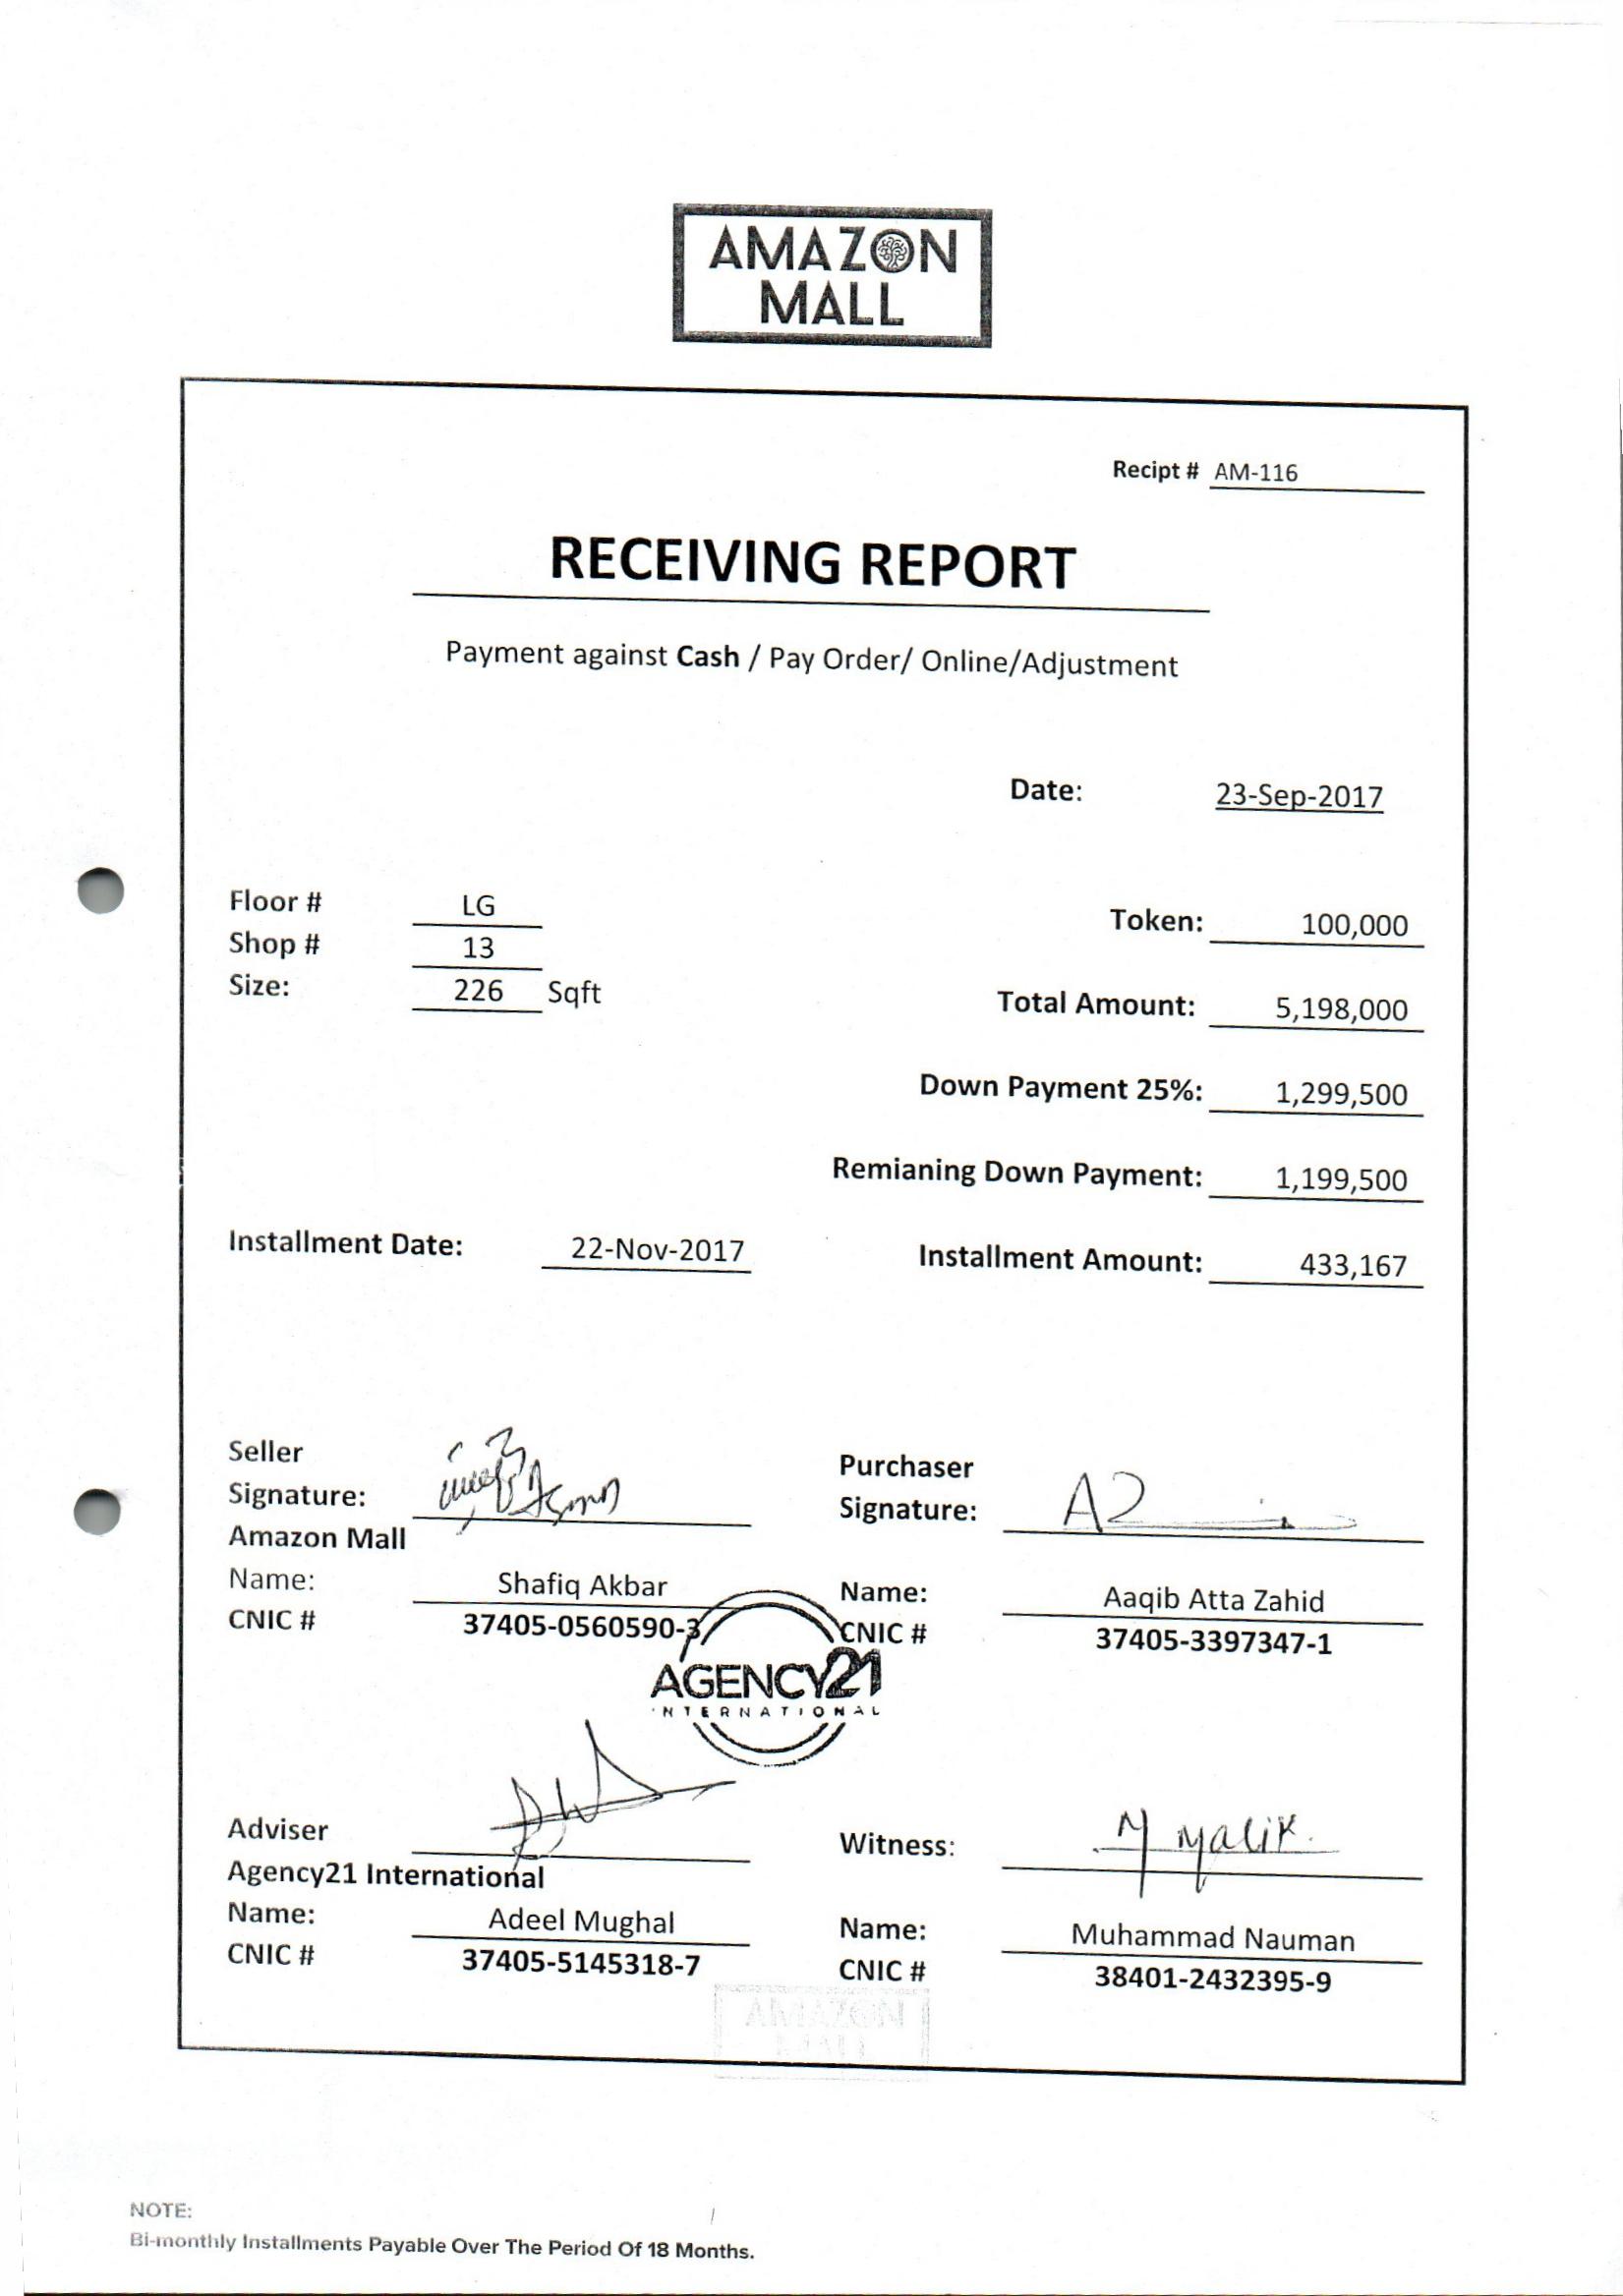 AMAZON
MALL
Recipt # AM-116
RECEIVING REPORT
Payment against Cash / Pay Order/ Online/Adjustment
Date: 23-Sep-2017
Floor # LG
Token: 100,000
Shop # 13
Size: 226 Sqft
Total Amount: 5,198,000
Down Payment 25%: 1,299,500
Remianing Down Payment: 1,199,500
Installment Date: 22-Nov-2017
Installment Amount: 433,167
Seller
Signature:
Amazon Mall
Name: Shafiq Akbar
CNIC # 37405-0560590-3
Purchaser
Signature:
Name: Aaqib Atta Zahid
CNIC # 37405-3397347-1
AGENCY21
INTERNATIONAL
Adviser
Agency21 International
Name: Adeel Mughal
CNIC # 37405-5145318-7
Witness: M Malik
Name: Muhammad Nauman
CNIC # 38401-2432395-9
AMAZON
MALL
NOTE:
Bi-monthly Installments Payable Over The Period Of 18 Months.